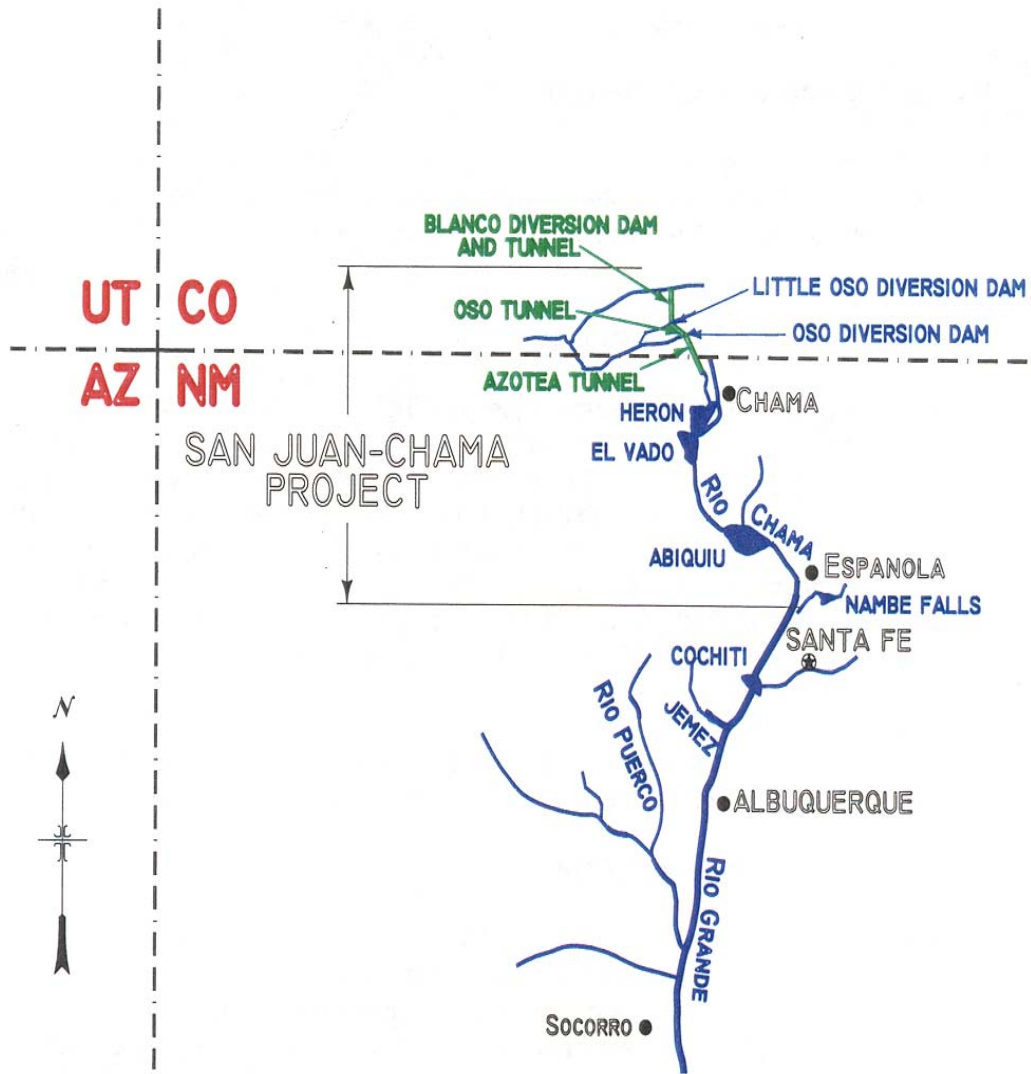 BLANCO DIVERSION DAM
AND TUNNEL
UT
CO
LITTLE OSO DIVERSION DAM
OSO TUNNEL
OSO DIVERSION DAM
AZ
NM
AZOTEA TUNNEL
CHAMA
HERON
EL VADO
SAN JUAN-CHAMA
PROJECT
RIO CHAMA
ABIQUIU
ESPANOLA
NAMBE FALLS
SANTA FE
COCHITI
JEMEZ
RIO PUERCO
N
ALBUQUERQUE
RIO GRANDE
SOCORRO